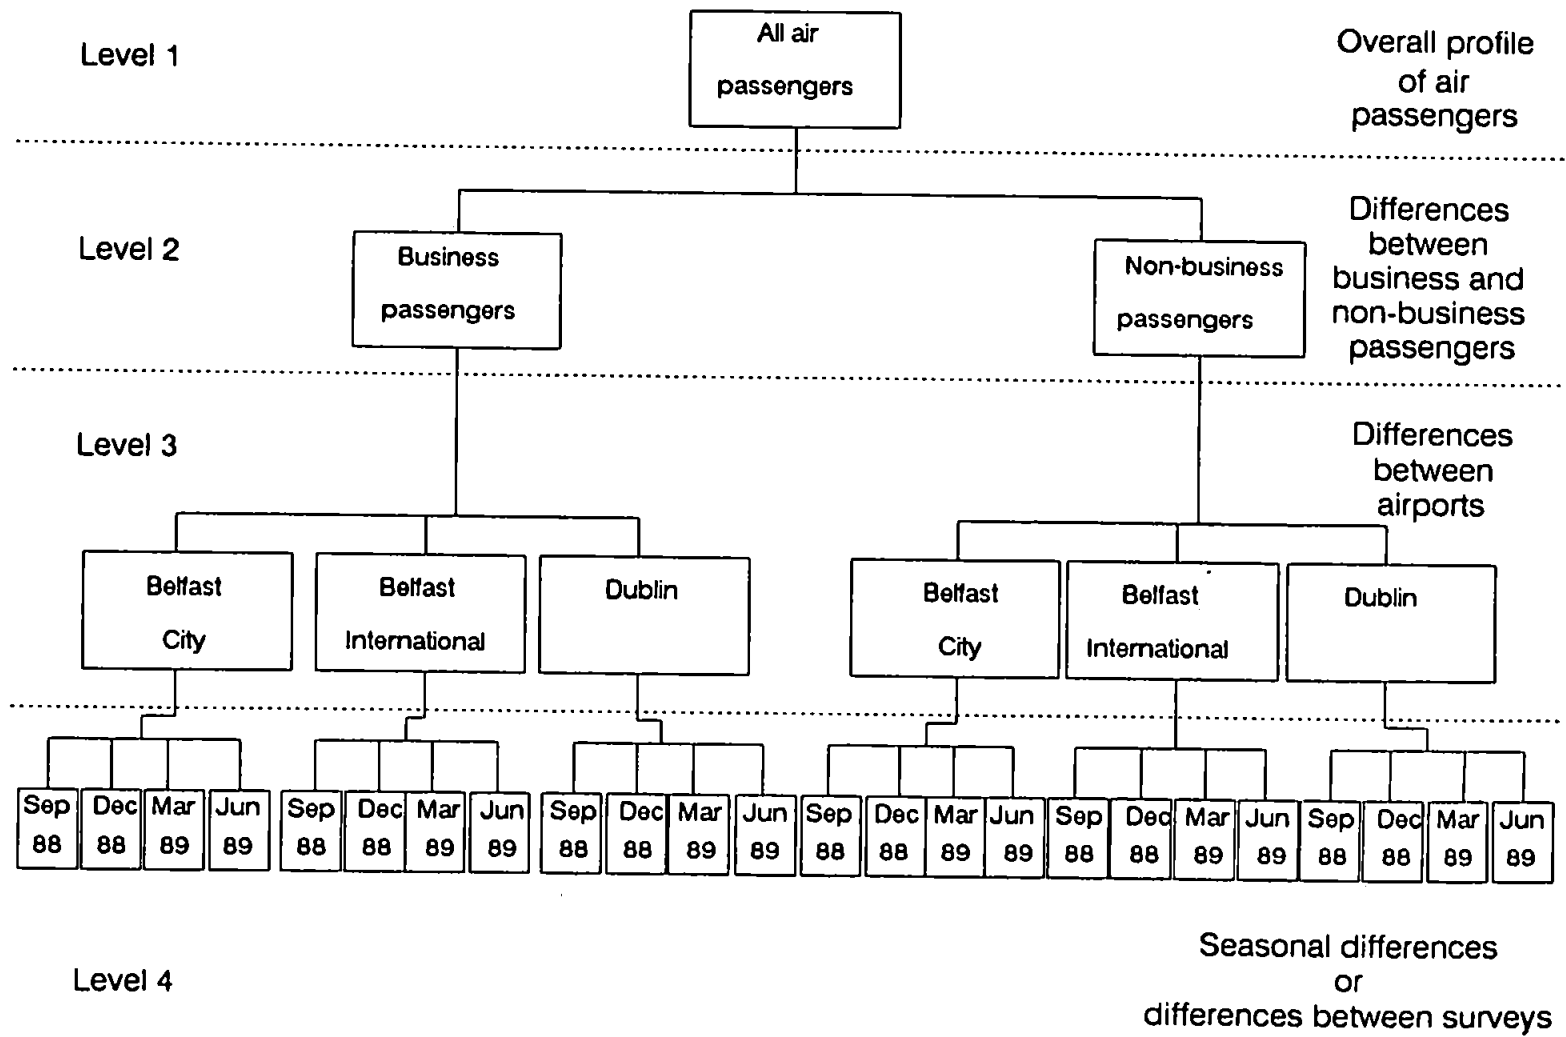 Level 1
All air
passengers
Overall profile
of air
passengers
Level 2
Business
passengers
Non-business
passengers
Differences
between
business and
non-business
passengers
Level 3
Differences
between
airports
Belfast
City
Belfast
International
Dublin
Belfast
City
Belfast
International
Dublin
Sep
88
Dec
88
Mar
89
Jun
89
Sep
88
Dec
88
Mar
89
Jun
89
Sep
88
Dec
88
Mar
89
Jun
89
Sep
88
Dec
88
Mar
89
Jun
89
Sep
88
Dec
88
Mar
89
Jun
89
Sep
88
Dec
88
Mar
89
Jun
89
Level 4
Seasonal differences
or
differences between surveys